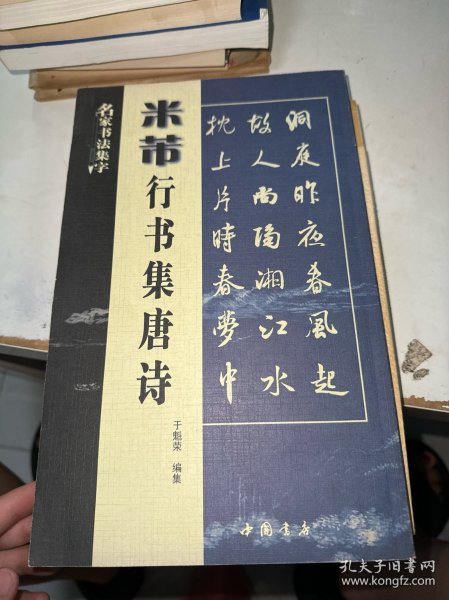 名家书法集字
米芾行书集唐诗
于魁荣 编集
洞庭昨夜春风起
故人尚隔湘江水
枕上片時春夢中
中国书店
孔夫子旧书网
www.kongfz.com